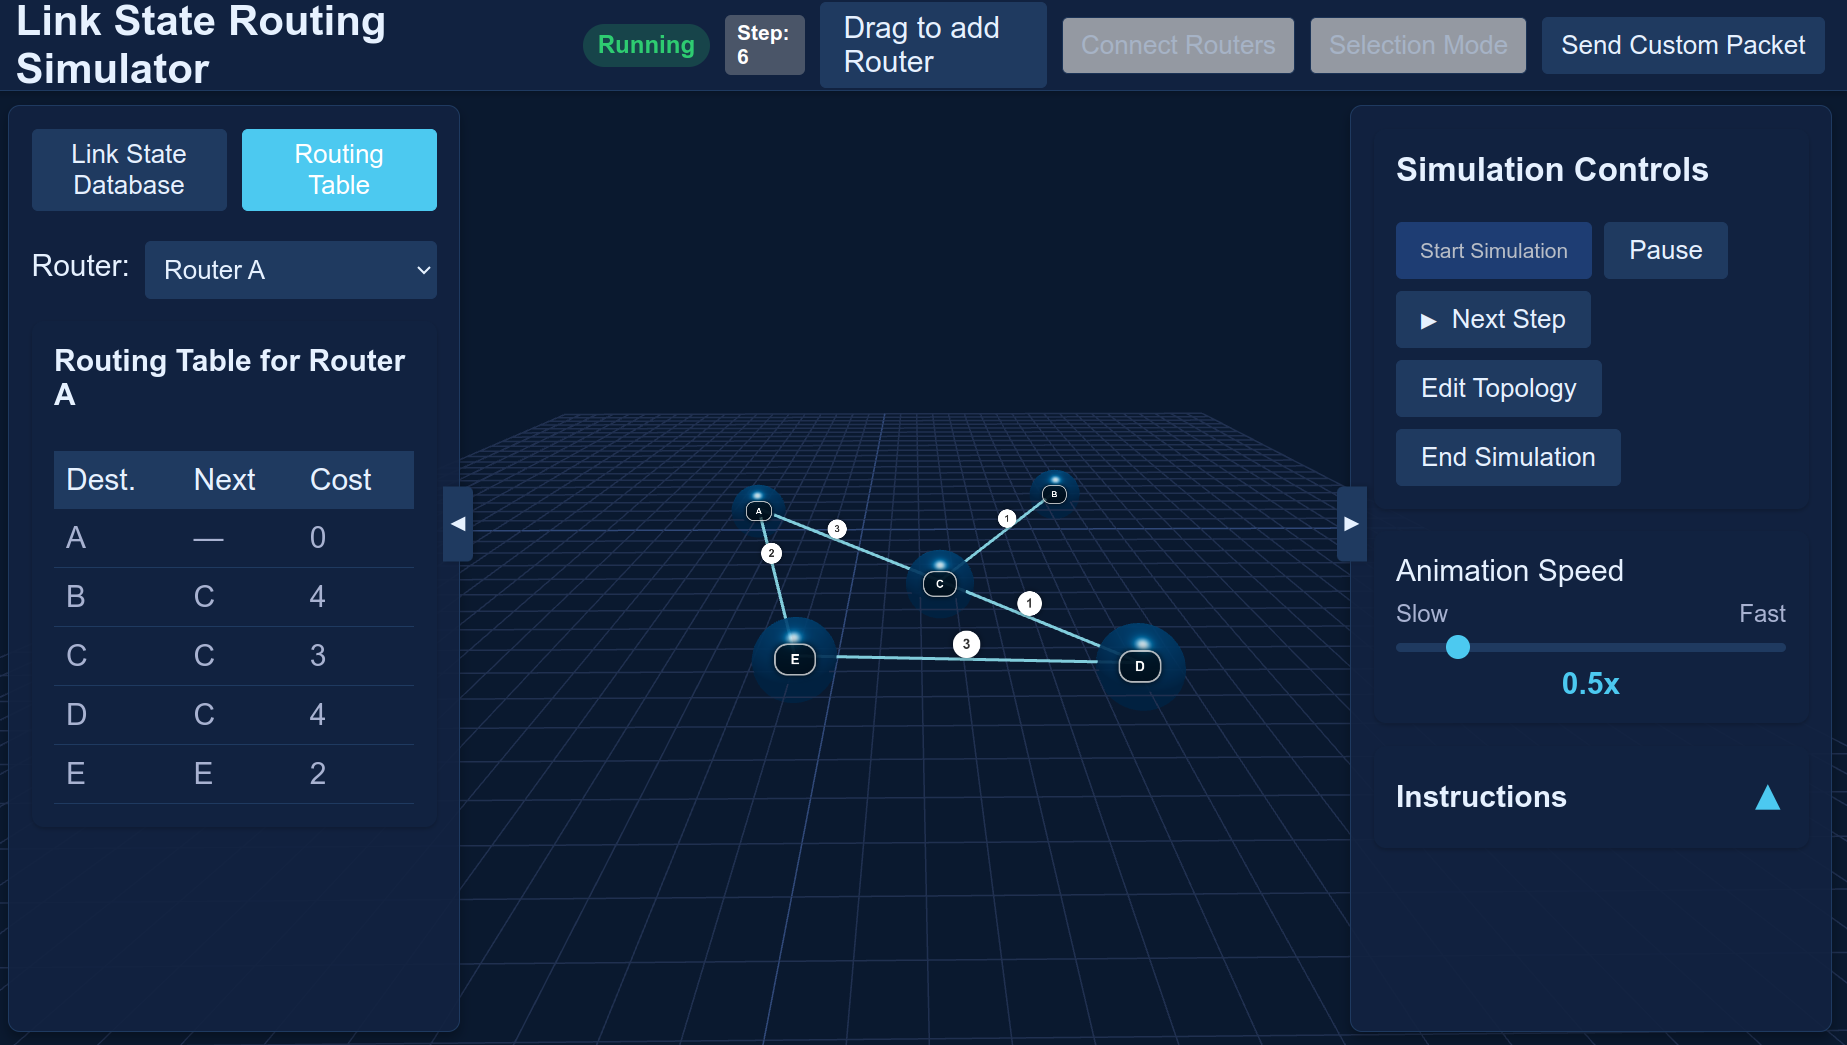 Link State Routing
Simulator
Running
Step:
6
Drag to add
Router
Connect Routers
Selection Mode
Send Custom Packet
Link State
Database
Routing
Table
Router:
Router A
Routing Table for Router
A
Dest. Next Cost
A — 0
B C 4
C C 3
D C 4
E E 2
A
B
3
1
2
C
1
3
E
D
Simulation Controls
Start Simulation
Pause
Next Step
Edit Topology
End Simulation
Animation Speed
Slow Fast
0.5x
Instructions